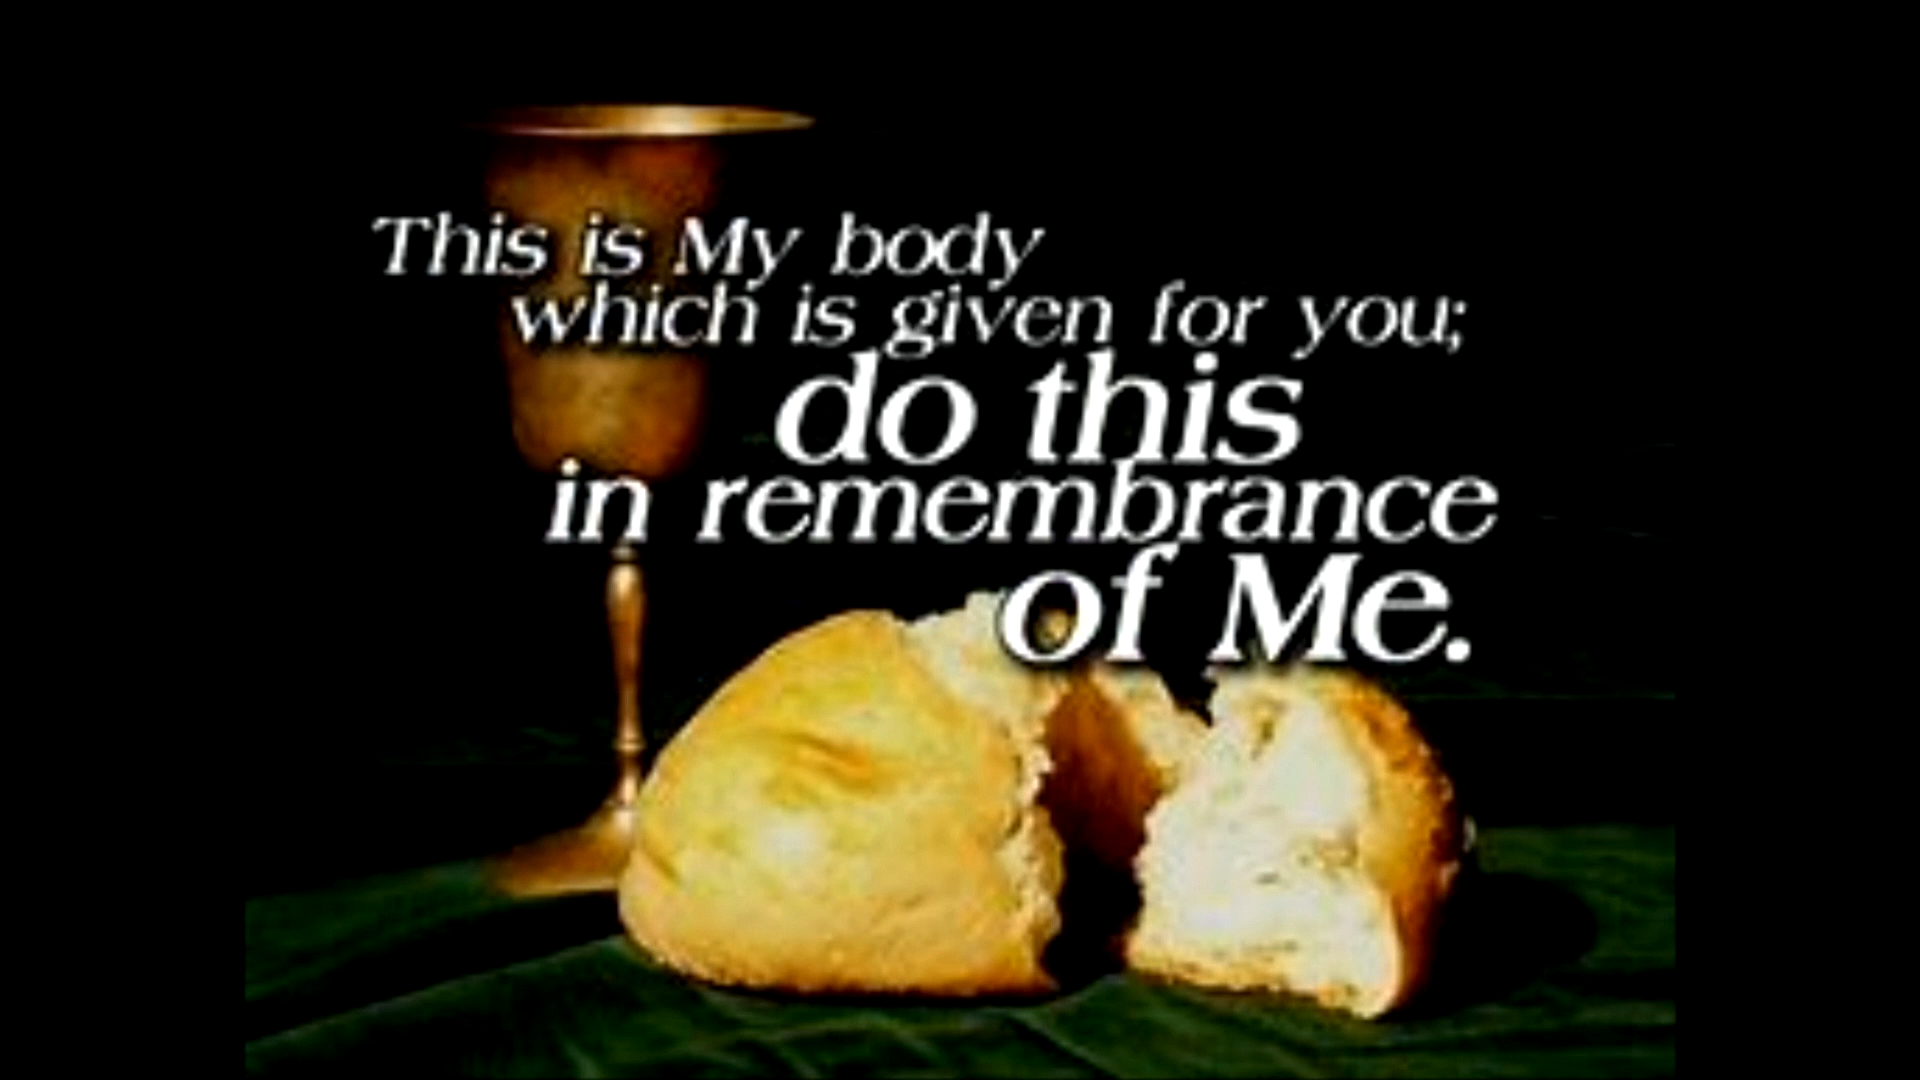 This is My body
which is given for you;
do this
in remembrance
of Me.